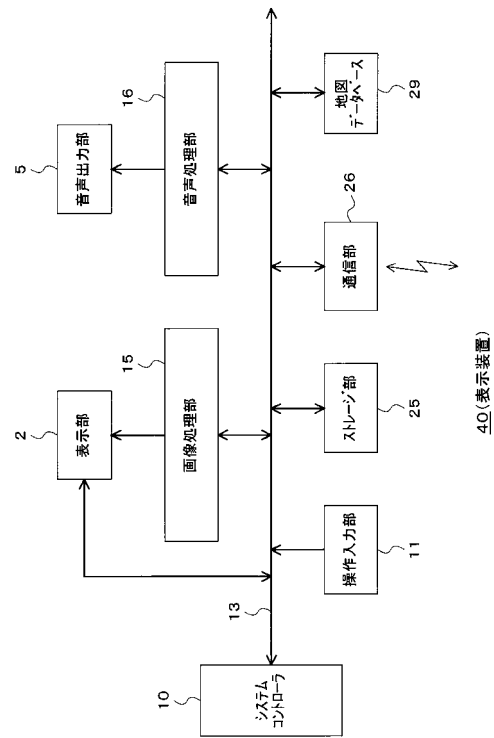 5
音声出力部
16
音声処理部
2
表示部
15
画像処理部
13
10
システム
コントローラ
操作入力部
11
ストレージ部
25
通信部
26
地図
データベース
29
40(表示装置)